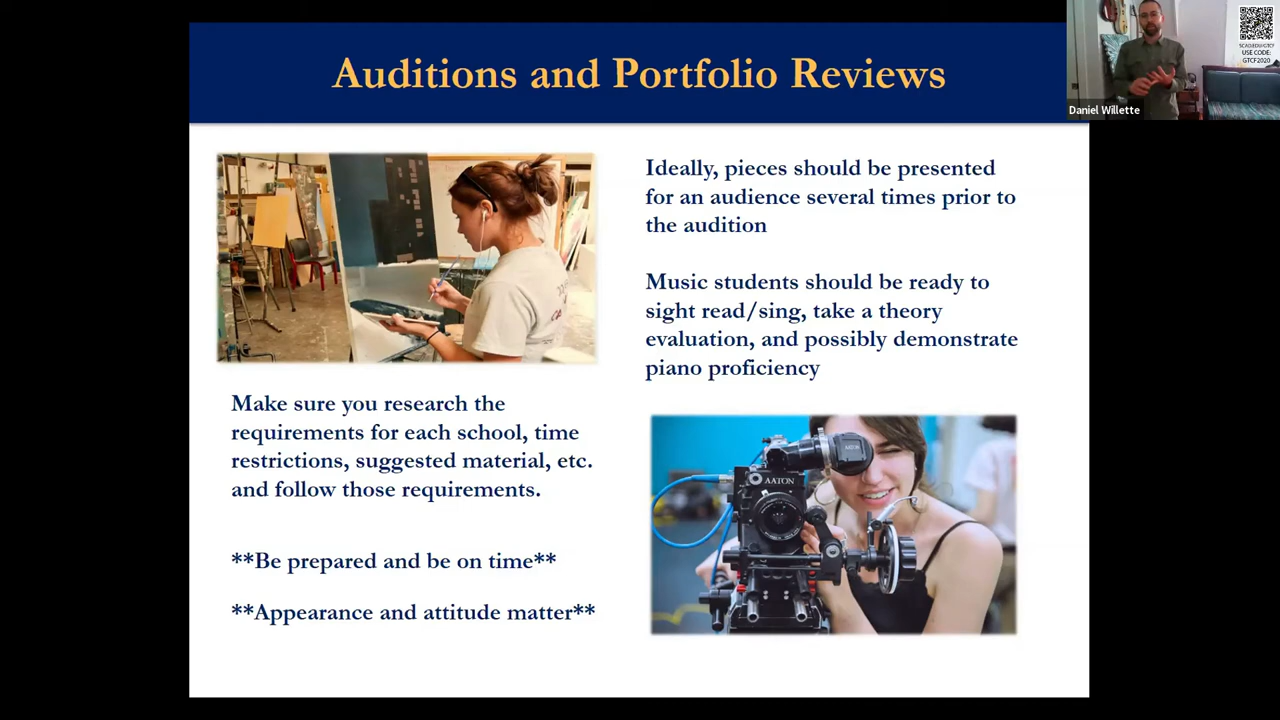 Auditions and Portfolio Reviews
Daniel Willette
USE CODE:
GTCF2020
Ideally, pieces should be presented
for an audience several times prior to
the audition
Music students should be ready to
sight read/sing, take a theory
evaluation, and possibly demonstrate
piano proficiency
Make sure you research the
requirements for each school, time
restrictions, suggested material, etc.
and follow those requirements.
**Be prepared and be on time**
**Appearance and attitude matter**
AATON